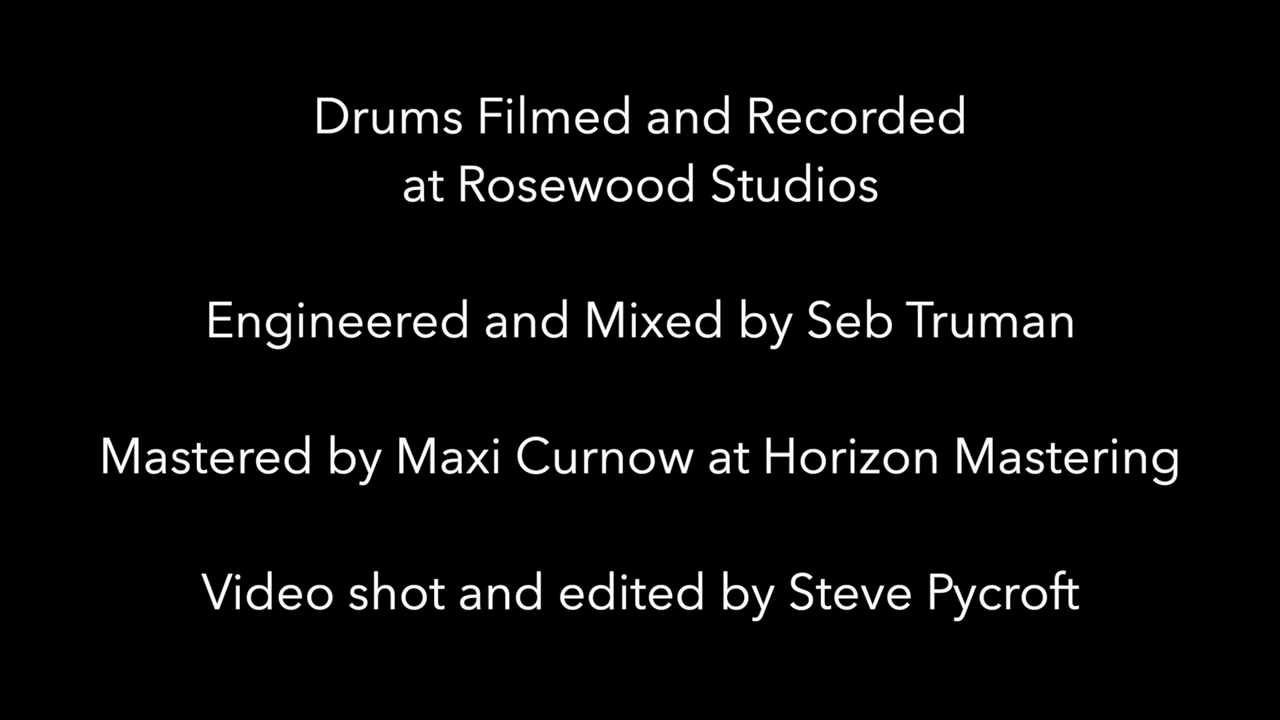 Drums Filmed and Recorded
at Rosewood Studios
Engineered and Mixed by Seb Truman
Mastered by Maxi Curnow at Horizon Mastering
Video shot and edited by Steve Pycroft